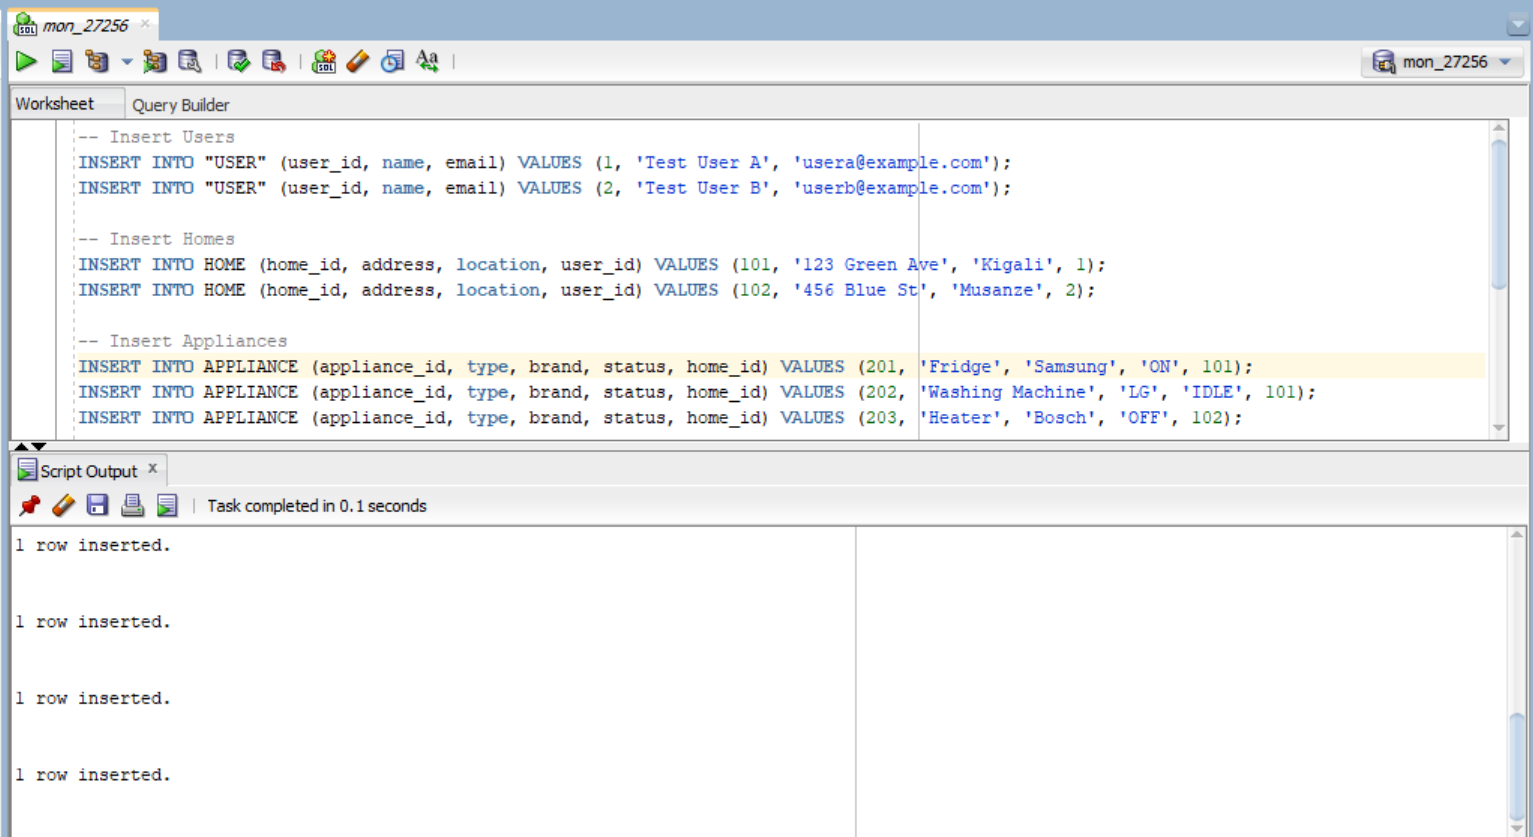 mon_27256
mon_27256
Worksheet Query Builder
-- Insert Users
INSERT INTO "USER" (user_id, name, email) VALUES (1, 'Test User A', 'usera@example.com');
INSERT INTO "USER" (user_id, name, email) VALUES (2, 'Test User B', 'userb@example.com');
-- Insert Homes
INSERT INTO HOME (home_id, address, location, user_id) VALUES (101, '123 Green Ave', 'Kigali', 1);
INSERT INTO HOME (home_id, address, location, user_id) VALUES (102, '456 Blue St', 'Musanze', 2);
-- Insert Appliances
INSERT INTO APPLIANCE (appliance_id, type, brand, status, home_id) VALUES (201, 'Fridge', 'Samsung', 'ON', 101);
INSERT INTO APPLIANCE (appliance_id, type, brand, status, home_id) VALUES (202, 'Washing Machine', 'LG', 'IDLE', 101);
INSERT INTO APPLIANCE (appliance_id, type, brand, status, home_id) VALUES (203, 'Heater', 'Bosch', 'OFF', 102);
Script Output x
Task completed in 0.1 seconds
1 row inserted.
1 row inserted.
1 row inserted.
1 row inserted.